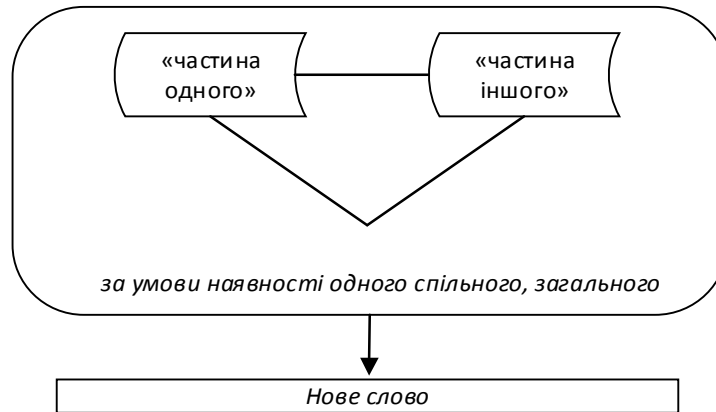 «частина
одного»
«частина
іншого»
за умови наявності одного спільного, загального
Нове слово